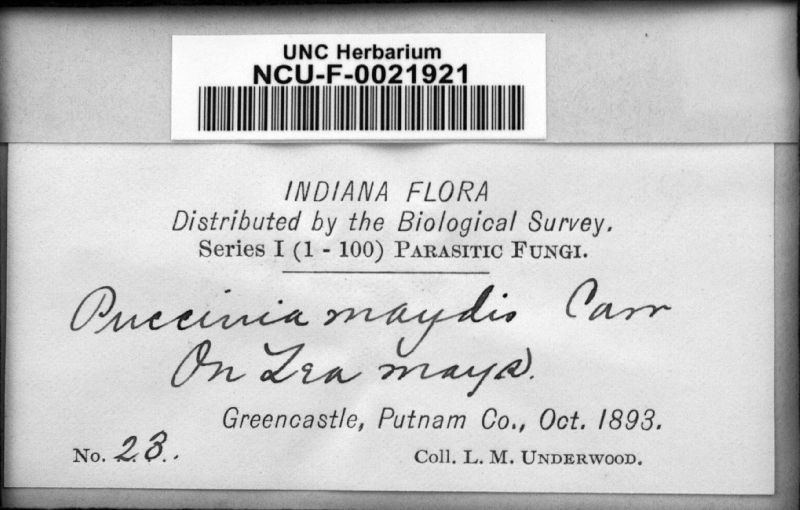 UNC Herbarium
NCU-F-0021921
INDIANA FLORA
Distributed by the Biological Survey.
Series I (1 - 100) PARASITIC FUNGI.
Puccinia maydis Carr
On Zea mays.
Greencastle, Putnam Co., Oct. 1893.
No. 23.
Coll. L. M. UNDERWOOD.